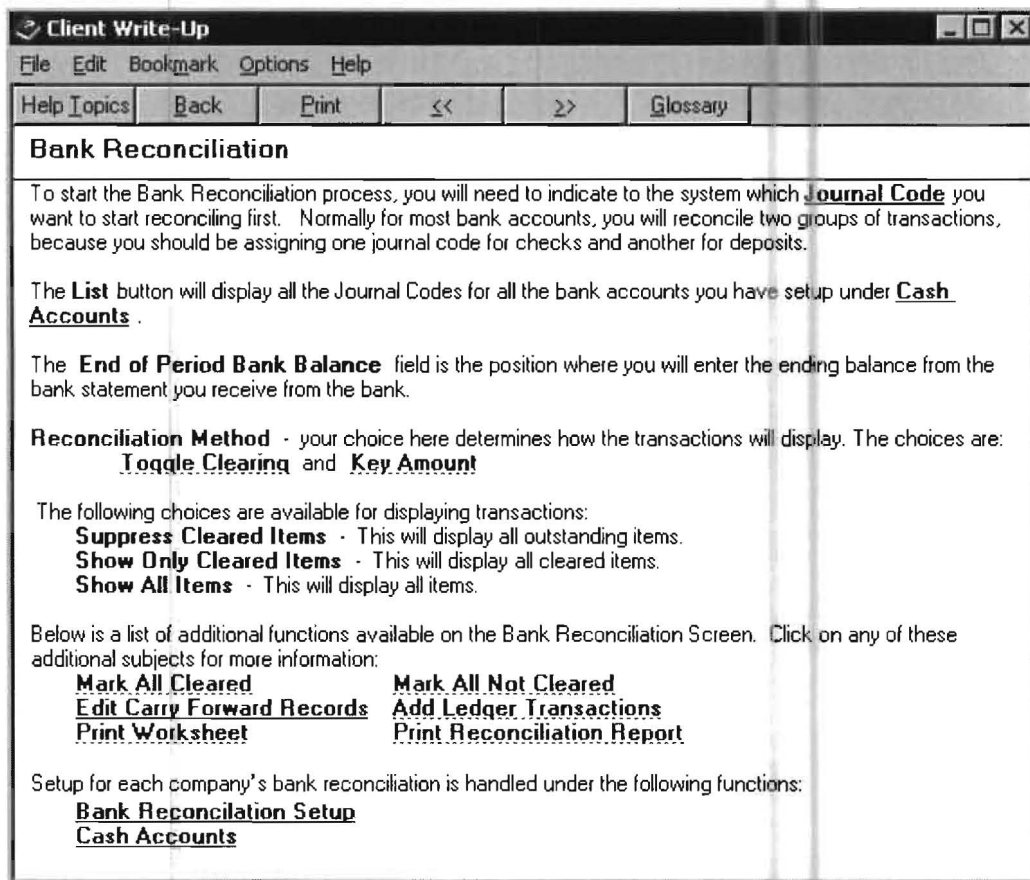 Client Write-Up
File Edit Bookmark Options Help
Help Topics Back Print << >> Glossary
Bank Reconciliation
To start the Bank Reconciliation process, you will need to indicate to the system which Journal Code you
want to start reconciling first. Normally for most bank accounts, you will reconcile two groups of transactions,
because you should be assigning one journal code for checks and another for deposits.
The List button will display all the Journal Codes for all the bank accounts you have setup under Cash
Accounts .
The End of Period Bank Balance field is the position where you will enter the ending balance from the
bank statement you receive from the bank.
Reconciliation Method - your choice here determines how the transactions will display. The choices are:
Toggle Clearing and Key Amount
The following choices are available for displaying transactions:
Suppress Cleared Items - This will display all outstanding items.
Show Only Cleared Items - This will display all cleared items.
Show All Items - This will display all items.
Below is a list of additional functions available on the Bank Reconciliation Screen. Click on any of these
additional subjects for more information:
Mark All Cleared Mark All Not Cleared
Edit Carry Forward Records Add Ledger Transactions
Print Worksheet Print Reconciliation Report
Setup for each company's bank reconciliation is handled under the following functions:
Bank Reconcilation Setup
Cash Accounts